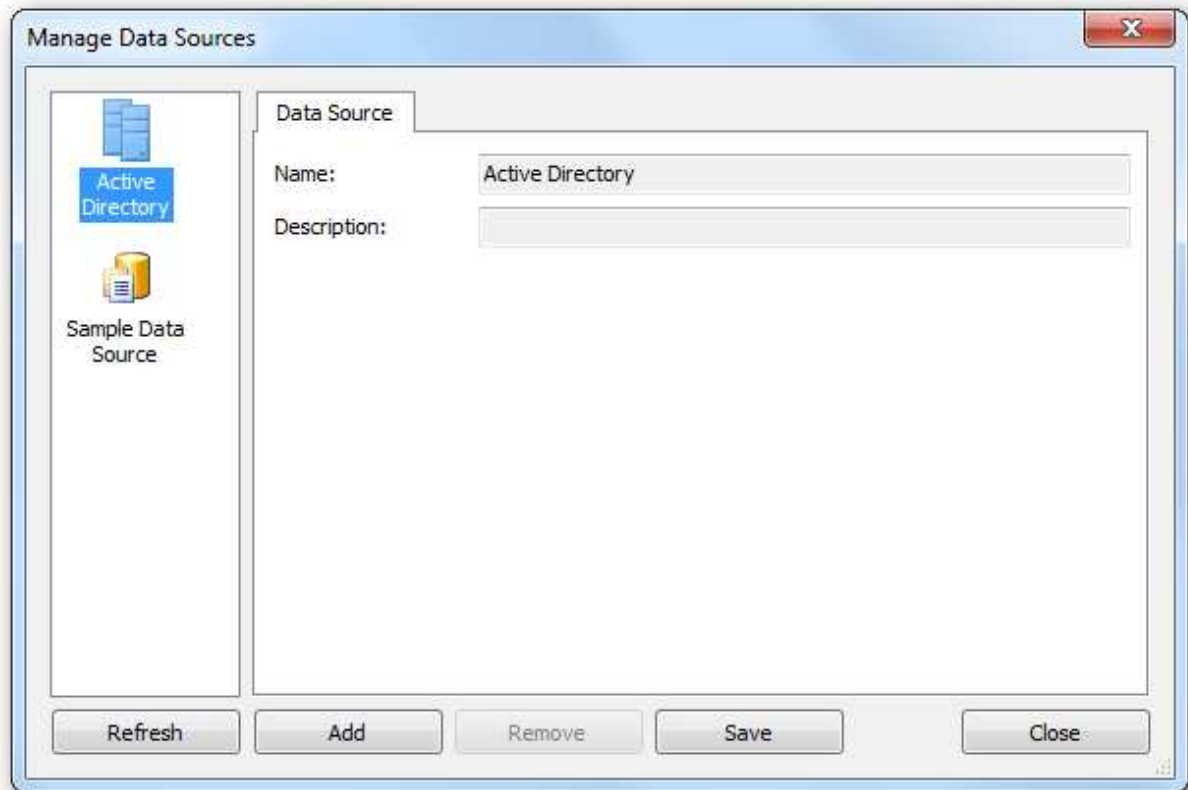 Manage Data Sources
Active
Directory
Sample Data
Source
Data Source
Name: Active Directory
Description:
Refresh Add Remove Save Close